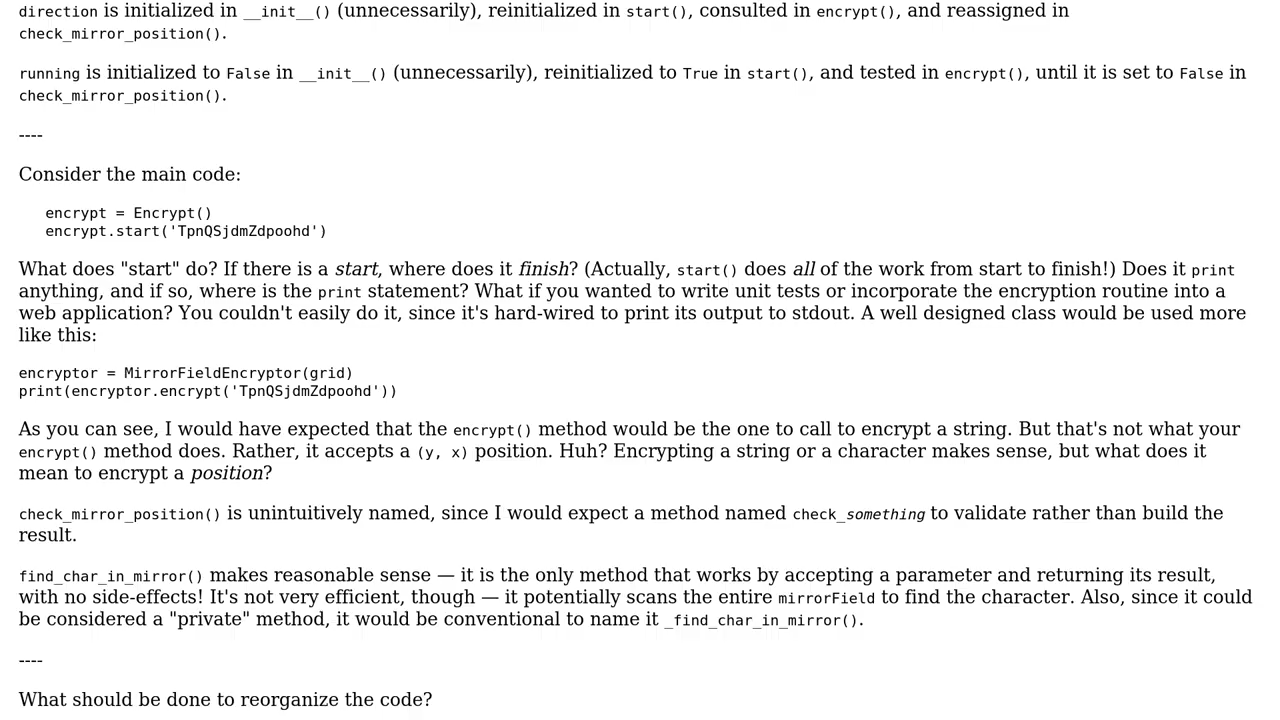 direction is initialized in __init__() (unnecessarily), reinitialized in start(), consulted in encrypt(), and reassigned in
check_mirror_position().
running is initialized to False in __init__() (unnecessarily), reinitialized to True in start(), and tested in encrypt(), until it is set to False in
check_mirror_position().
----
Consider the main code:
encrypt = Encrypt()
encrypt.start('TpnQSjdmZdpoohd')
What does "start" do? If there is a start, where does it finish? (Actually, start() does all of the work from start to finish!) Does it print
anything, and if so, where is the print statement? What if you wanted to write unit tests or incorporate the encryption routine into a
web application? You couldn't easily do it, since it's hard-wired to print its output to stdout. A well designed class would be used more
like this:
encryptor = MirrorFieldEncryptor(grid)
print(encryptor.encrypt('TpnQSjdmZdpoohd'))
As you can see, I would have expected that the encrypt() method would be the one to call to encrypt a string. But that's not what your
encrypt() method does. Rather, it accepts a (y, x) position. Huh? Encrypting a string or a character makes sense, but what does it
mean to encrypt a position?
check_mirror_position() is unintuitively named, since I would expect a method named check_something to validate rather than build the
result.
find_char_in_mirror() makes reasonable sense — it is the only method that works by accepting a parameter and returning its result,
with no side-effects! It's not very efficient, though — it potentially scans the entire mirrorField to find the character. Also, since it could
be considered a "private" method, it would be conventional to name it _find_char_in_mirror().
----
What should be done to reorganize the code?